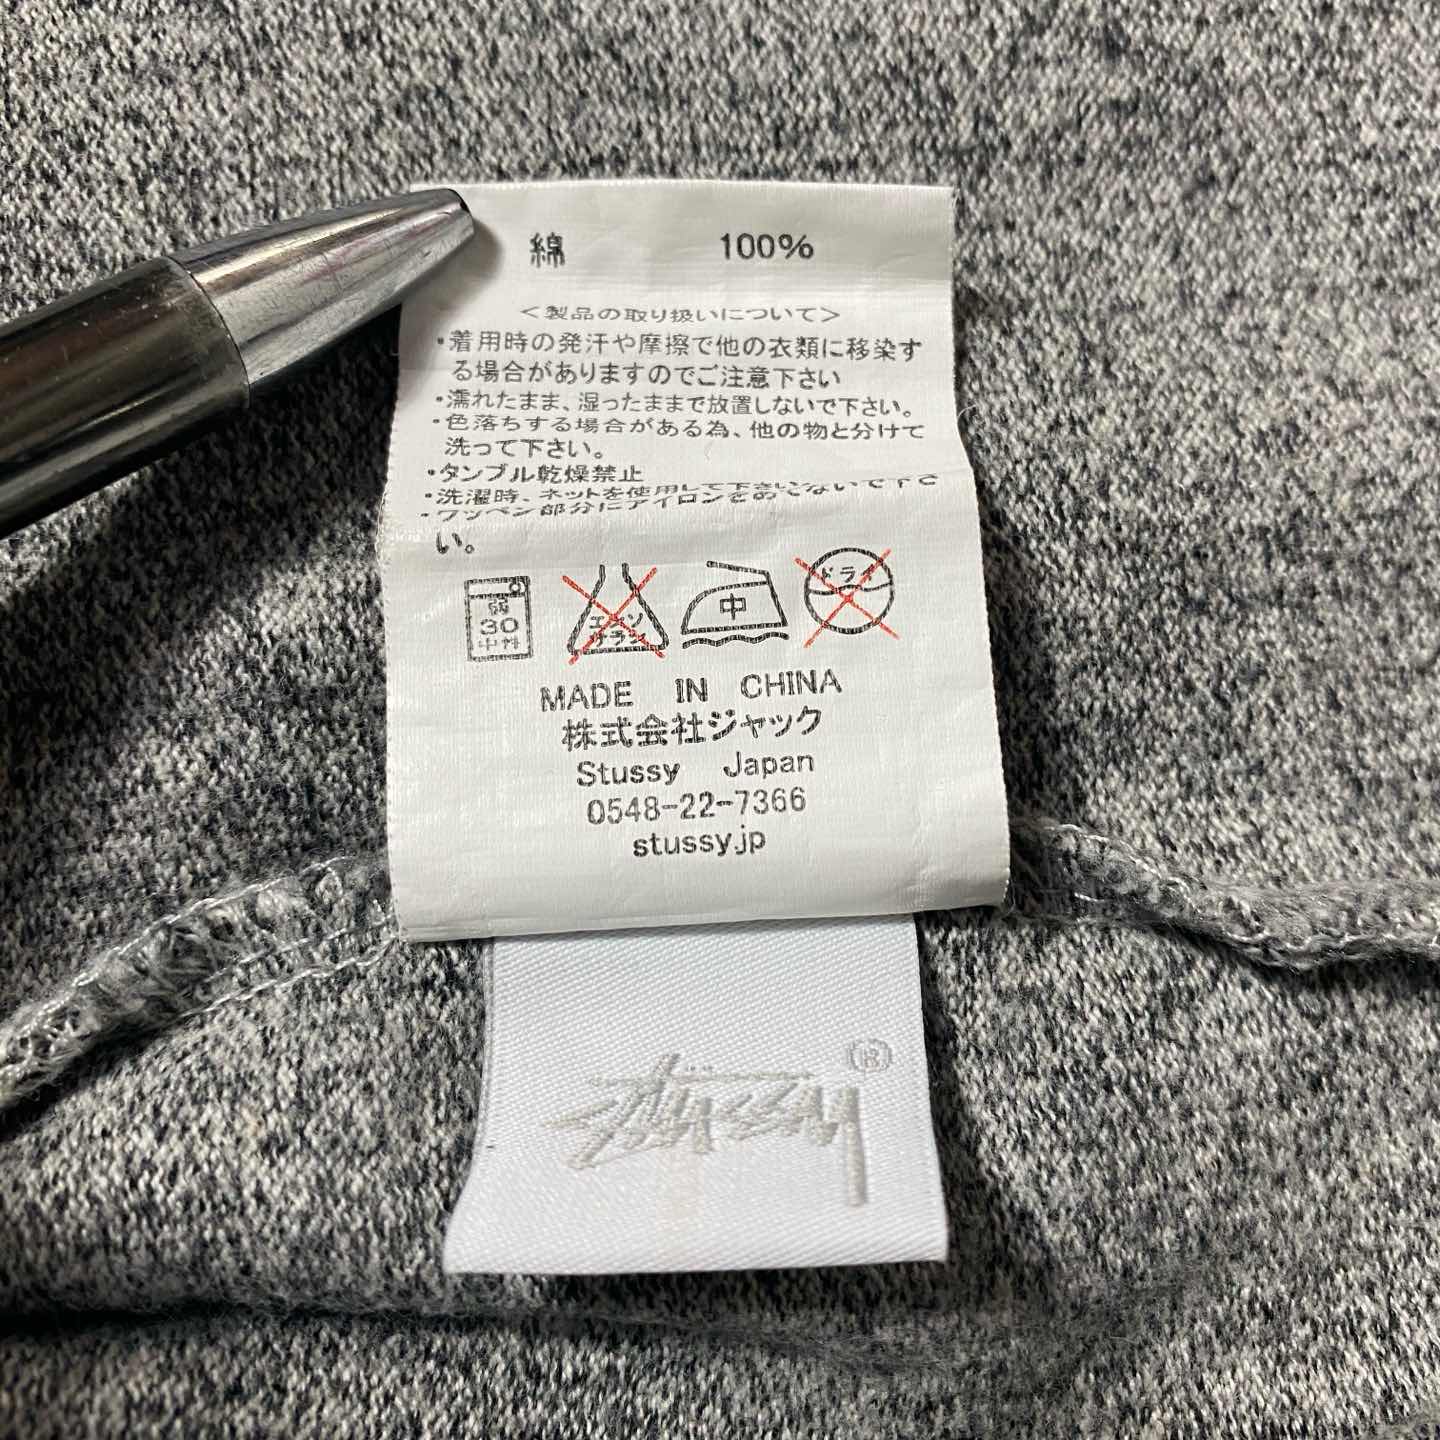 綿 100%
<製品の取り扱いについて>
・着用時の発汗や摩擦で他の衣類に移染す
る場合がありますのでご注意下さい
・濡れたまま、湿ったままで放置しないで下さい。
・色落ちする場合がある為、他の物と分けて
洗って下さい。
・タンブル乾燥禁止
・洗濯時、ネットを使用して下さい。
・ワッペン部分にアイロンをあてないで下さ
い。
弱
30
中性
エンソ
サラシ
中
ドライ
MADE IN CHINA
株式会社ジャック
Stussy Japan
0548-22-7366
stussy.jp
®